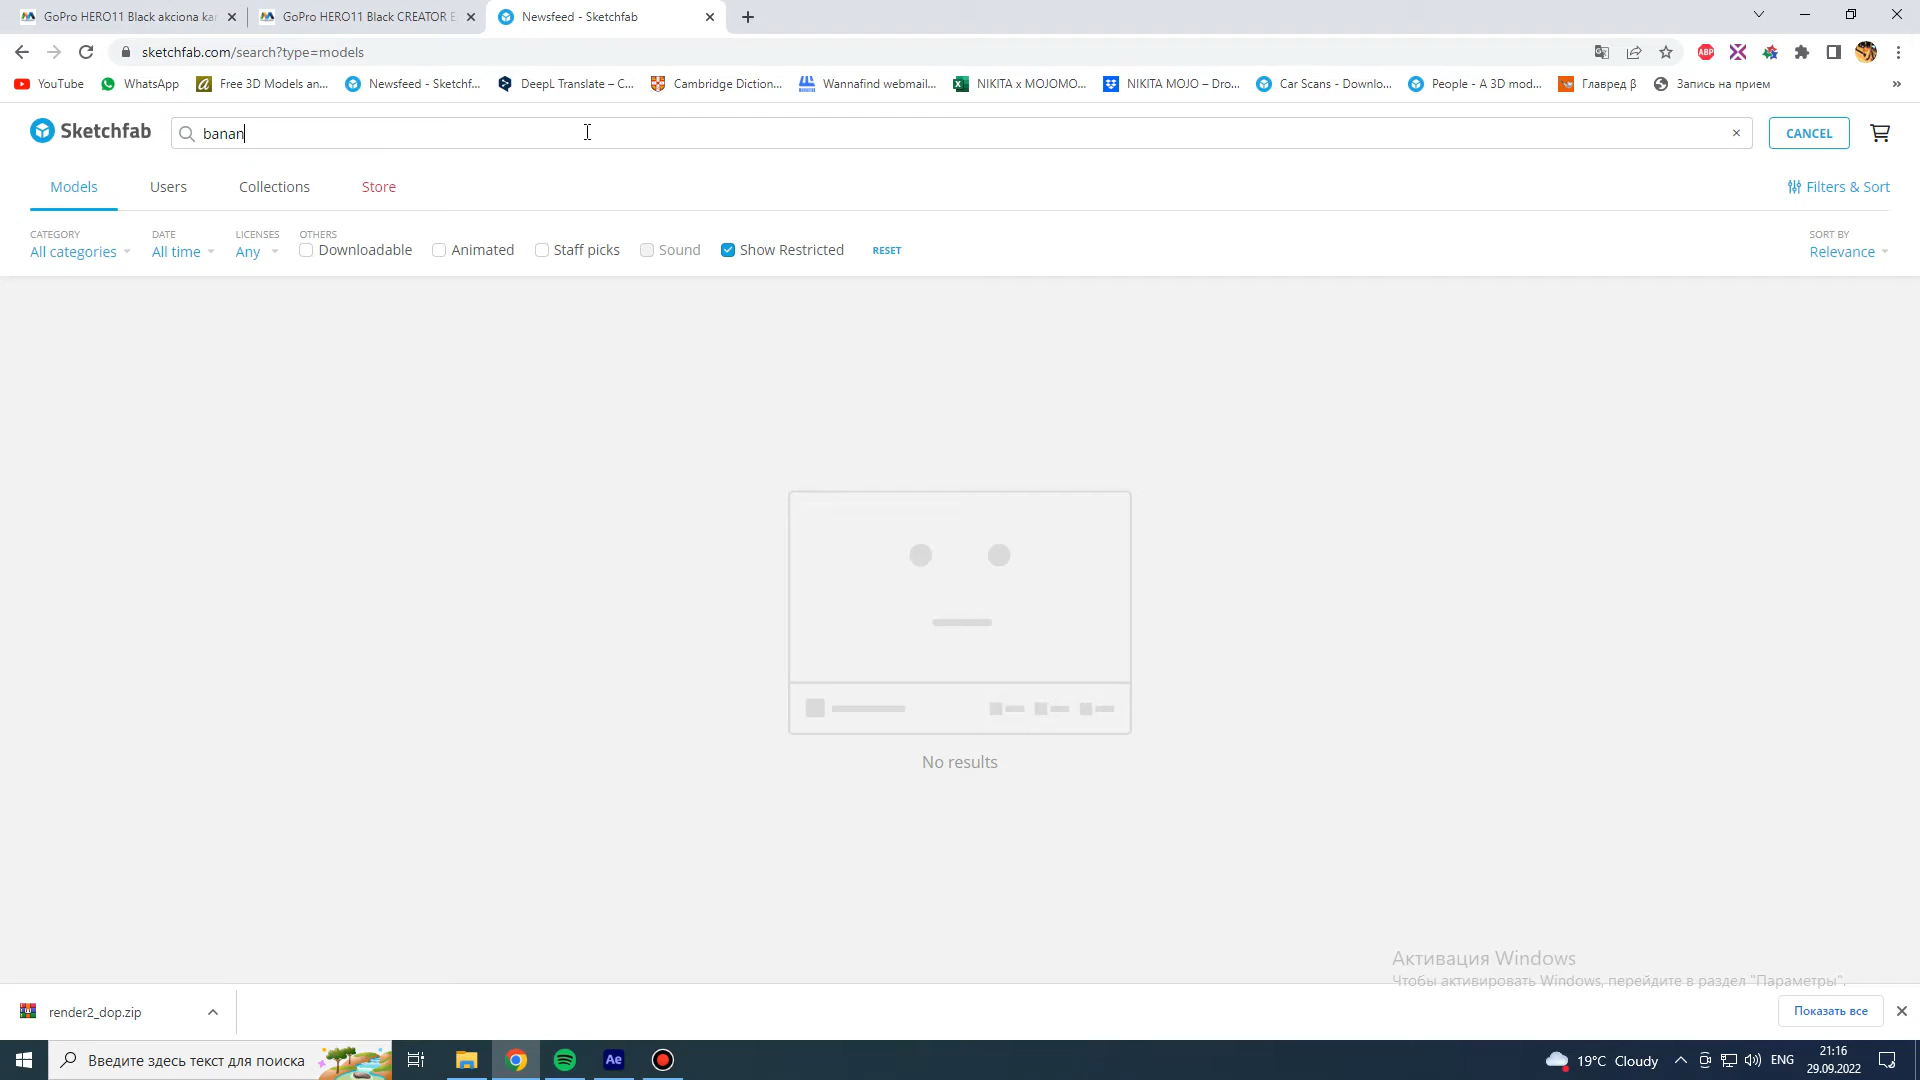 GoPro HERO11 Black akciona kar
GoPro HERO11 Black CREATOR E
Newsfeed - Sketchfab
sketchfab.com/search?type=models
YouTube
WhatsApp
Free 3D Models an...
Newsfeed - Sketchf...
DeepL Translate – C...
Cambridge Diction...
Wannafind webmail...
NIKITA x MOJOMO...
NIKITA MOJO – Dro...
Car Scans - Downlo...
People - A 3D mod...
Главред β
Запись на прием
»
Sketchfab
banan
CANCEL
Models
Users
Collections
Store
Filters & Sort
CATEGORY
All categories
DATE
All time
LICENSES
Any
OTHERS
Downloadable
Animated
Staff picks
Sound
Show Restricted
RESET
SORT BY
Relevance
No results
Активация Windows
Чтобы активировать Windows, перейдите в раздел "Параметры".
render2_dop.zip
Показать все
Введите здесь текст для поиска
Ae
19°C Cloudy
ENG
21:16
29.09.2022